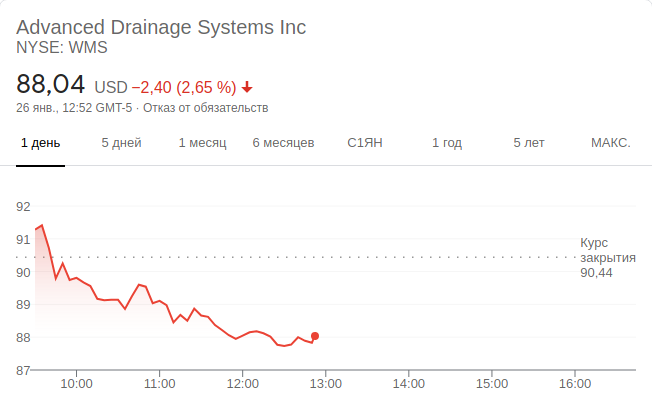 Advanced Drainage Systems Inc
NYSE: WMS
88,04 USD −2,40 (2,65 %)
26 янв., 12:52 GMT-5 · Отказ от обязательств
1 день 5 дней 1 месяц 6 месяцев С1ЯН 1 год 5 лет МАКС.
92
91
Курс
закрытия
90,44
90
89
88
87
10:00 11:00 12:00 13:00 14:00 15:00 16:00